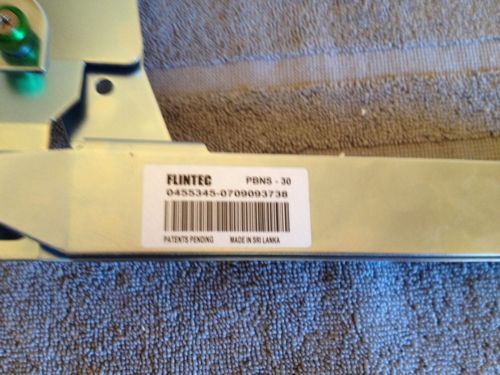 FLINTEC PBNS - 30
0455345-0709093738
PATENTS PENDING MADE IN SRI LANKA